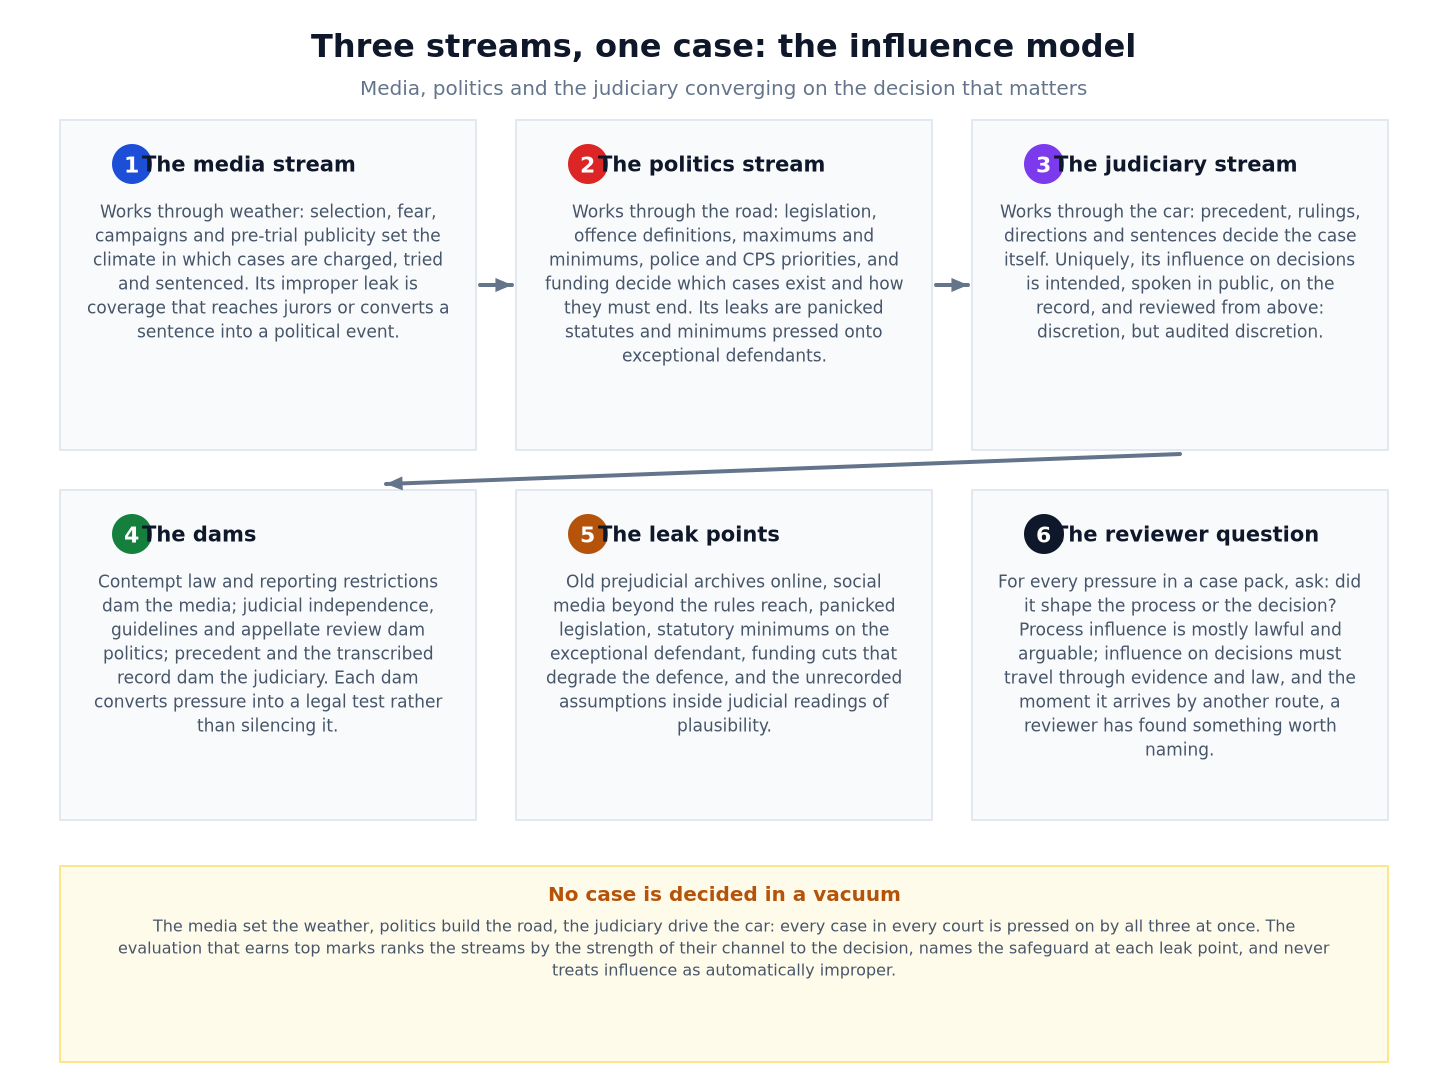 Three streams, one case: the influence model
Media, politics and the judiciary converging on the decision that matters
1 The media stream
Works through weather: selection, fear,
campaigns and pre-trial publicity set the
climate in which cases are charged, tried
and sentenced. Its improper leak is
coverage that reaches jurors or converts a
sentence into a political event.
2 The politics stream
Works through the road: legislation,
offence definitions, maximums and
minimums, police and CPS priorities, and
funding decide which cases exist and how
they must end. Its leaks are panicked
statutes and minimums pressed onto
exceptional defendants.
3 The judiciary stream
Works through the car: precedent, rulings,
directions and sentences decide the case
itself. Uniquely, its influence on decisions
is intended, spoken in public, on the
record, and reviewed from above:
discretion, but audited discretion.
4 The dams
Contempt law and reporting restrictions
dam the media; judicial independence,
guidelines and appellate review dam
politics; precedent and the transcribed
record dam the judiciary. Each dam
converts pressure into a legal test rather
than silencing it.
5 The leak points
Old prejudicial archives online, social
media beyond the rules reach, panicked
legislation, statutory minimums on the
exceptional defendant, funding cuts that
degrade the defence, and the unrecorded
assumptions inside judicial readings of
plausibility.
6 The reviewer question
For every pressure in a case pack, ask: did
it shape the process or the decision?
Process influence is mostly lawful and
arguable; influence on decisions must
travel through evidence and law, and the
moment it arrives by another route, a
reviewer has found something worth
naming.
No case is decided in a vacuum
The media set the weather, politics build the road, the judiciary drive the car: every case in every court is pressed on by all three at once. The
evaluation that earns top marks ranks the streams by the strength of their channel to the decision, names the safeguard at each leak point, and never
treats influence as automatically improper.